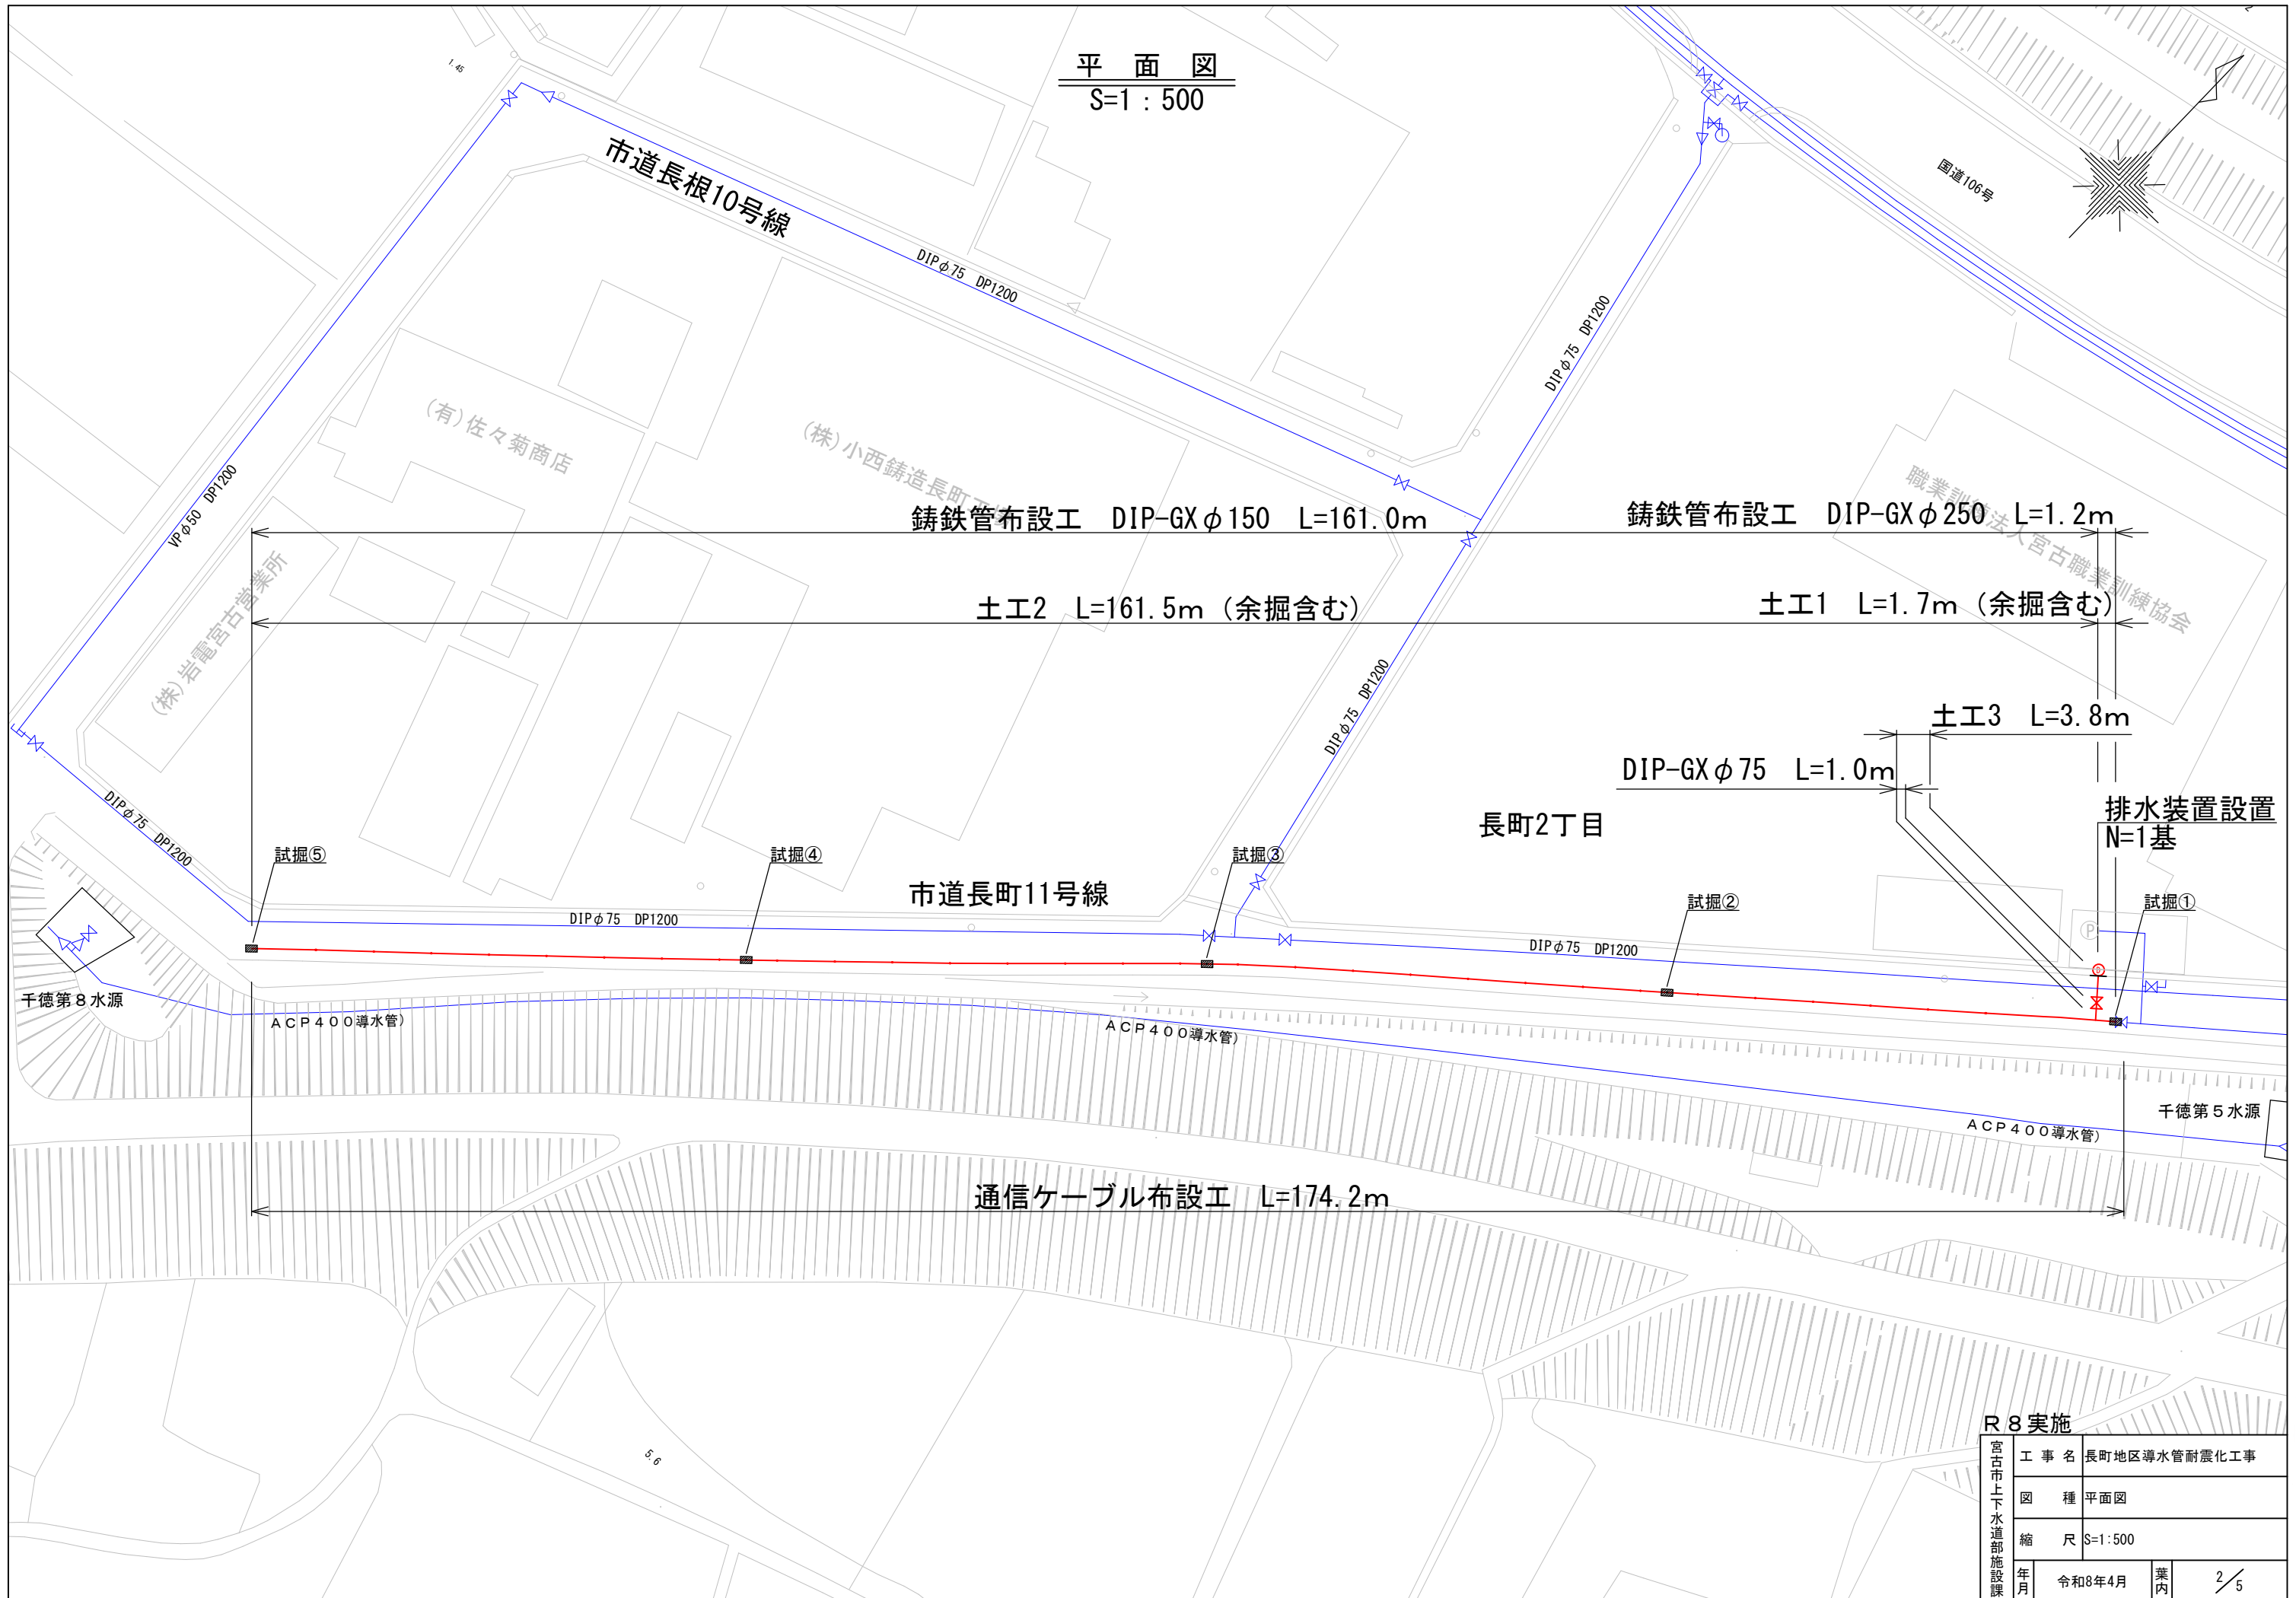 平 面 図
S=1 : 500
1.45
市道長根10号線
DIPφ75 DP1200
国道106号
DIPφ75 DP1200
(有)佐々菊商店
(株)小西鋳造長町
職業訓練法人宮古職業訓練協会
VPφ50 DP1200
(株)岩電宮古営業所
鋳鉄管布設工 DIP-GXφ150 L=161.0m
鋳鉄管布設工 DIP-GXφ250 L=1.2m
土工2 L=161.5m（余掘含む）
土工1 L=1.7m（余掘含む）
DIPφ75 DP1200
土工3 L=3.8m
DIP-GXφ75 L=1.0m
長町2丁目
排水装置設置
N=1基
DIPφ75 DP1200
試掘⑤
試掘④
試掘③
試掘②
試掘①
市道長町11号線
DIPφ75 DP1200
DIPφ75 DP1200
P
千徳第８水源
ＡＣＰ４００導水管）
ＡＣＰ４００導水管）
ＡＣＰ４００導水管）
千徳第５水源
通信ケーブル布設工 L=174.2m
5.6
Ｒ８実施
宮古市上下水道部施設課
工 事 名 長町地区導水管耐震化工事
図 種 平面図
縮 尺 S=1:500
年月 令和8年4月 葉内 2/5